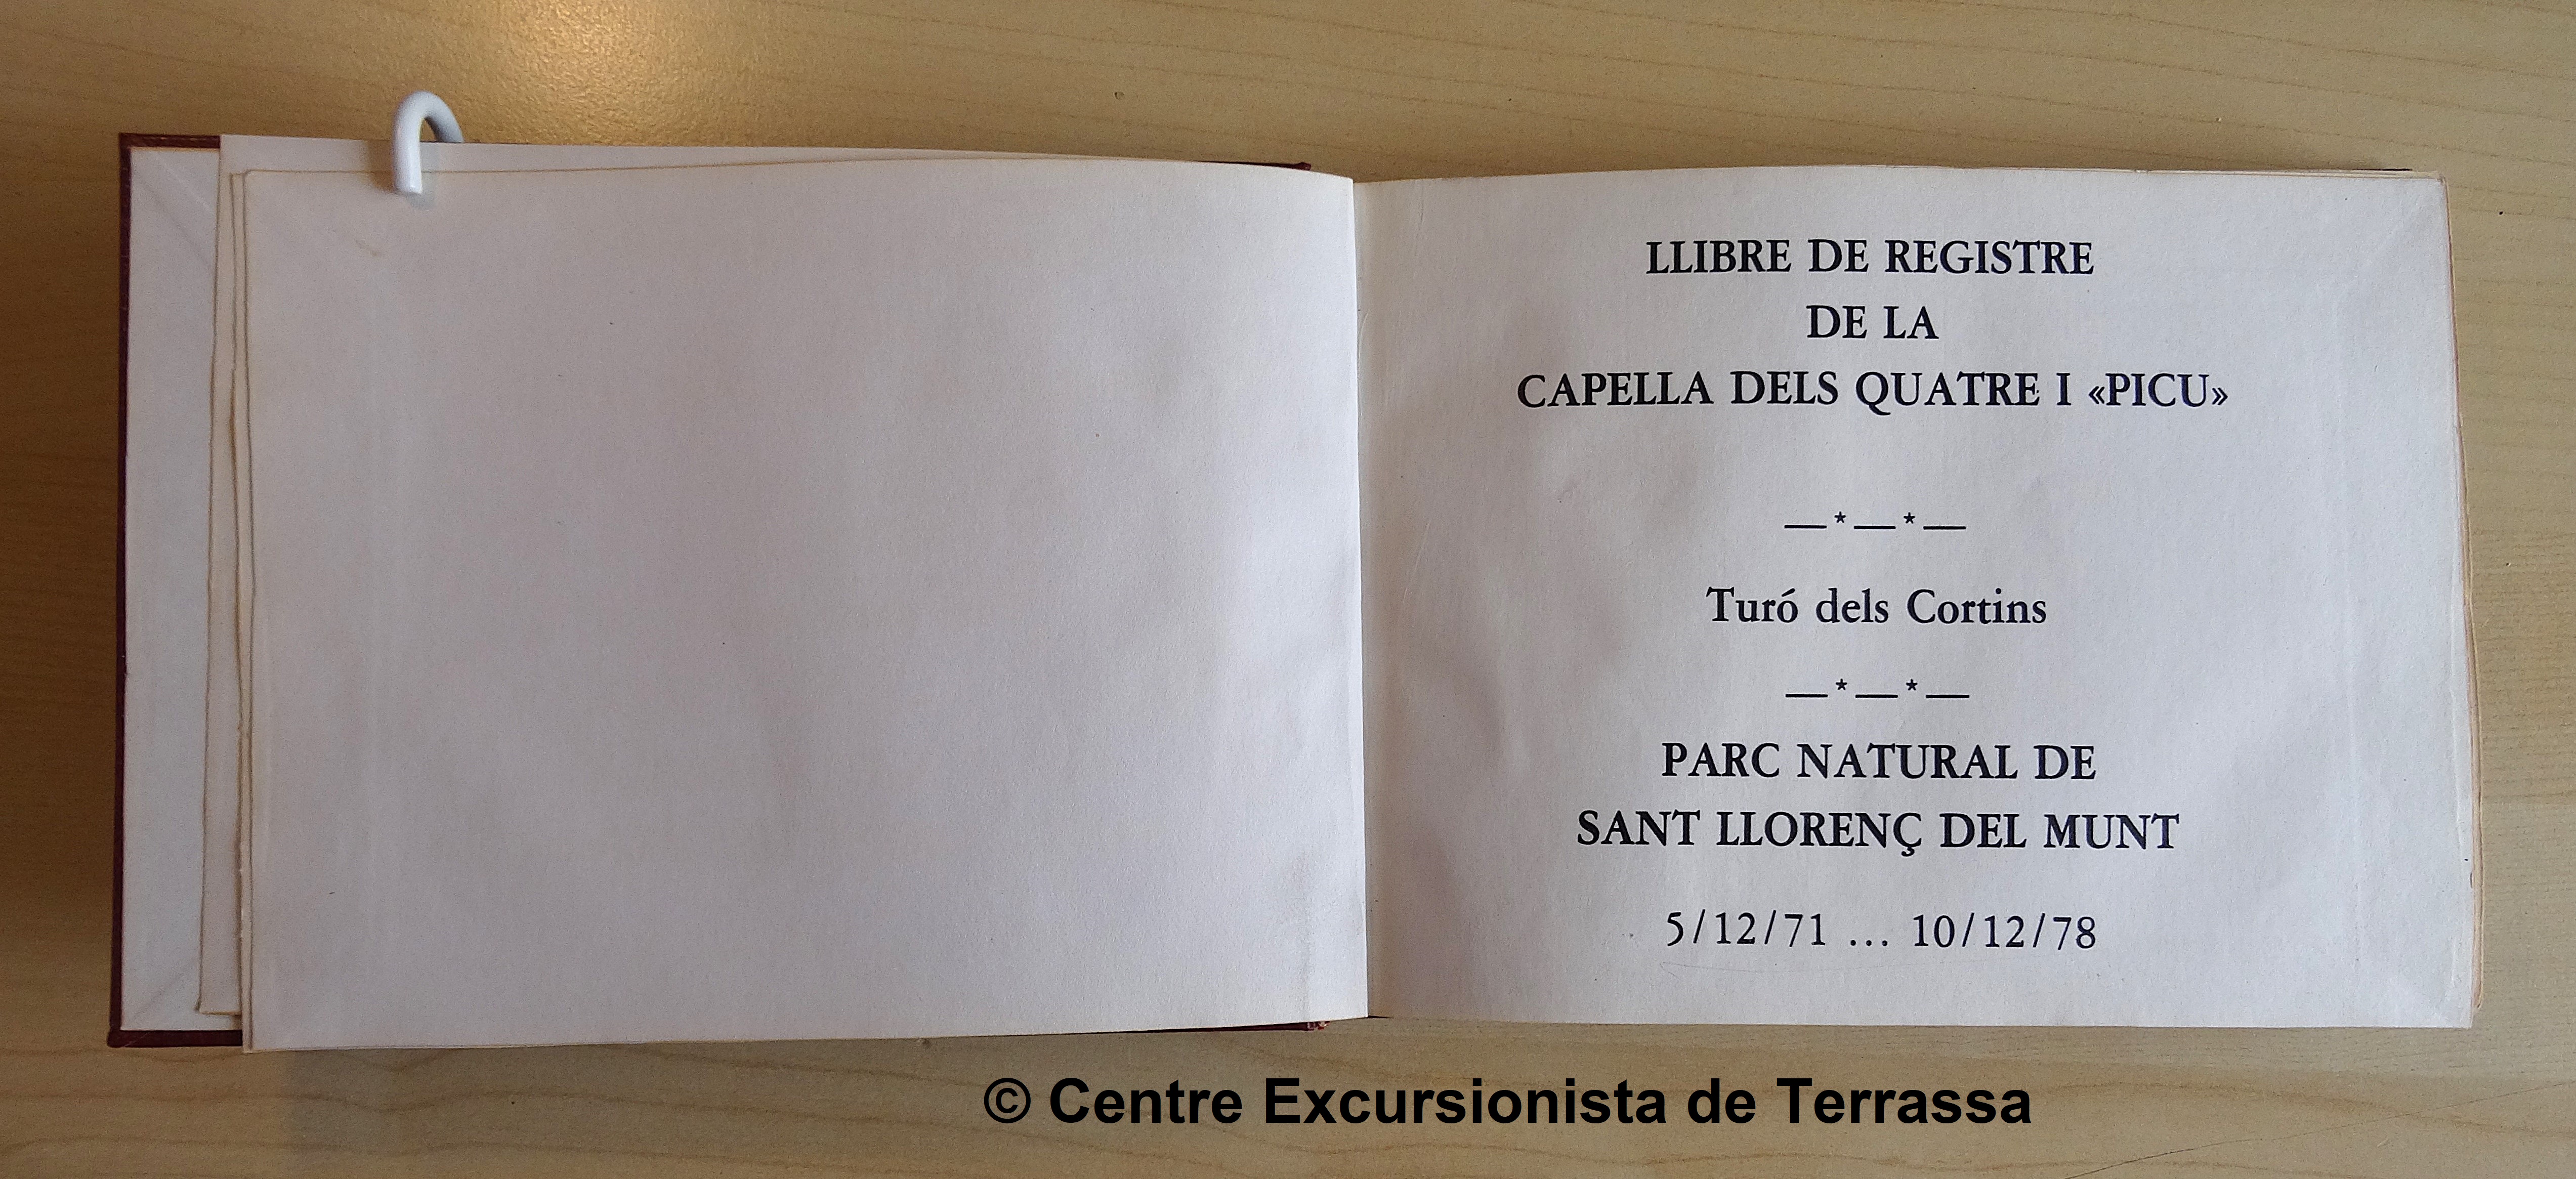 LLIBRE DE REGISTRE
DE LA
CAPELLA DELS QUATRE I «PICU»
—*—*—
Turó dels Cortins
—*—*—
PARC NATURAL DE
SANT LLORENÇ DEL MUNT
5/12/71 ... 10/12/78
© Centre Excursionista de Terrassa